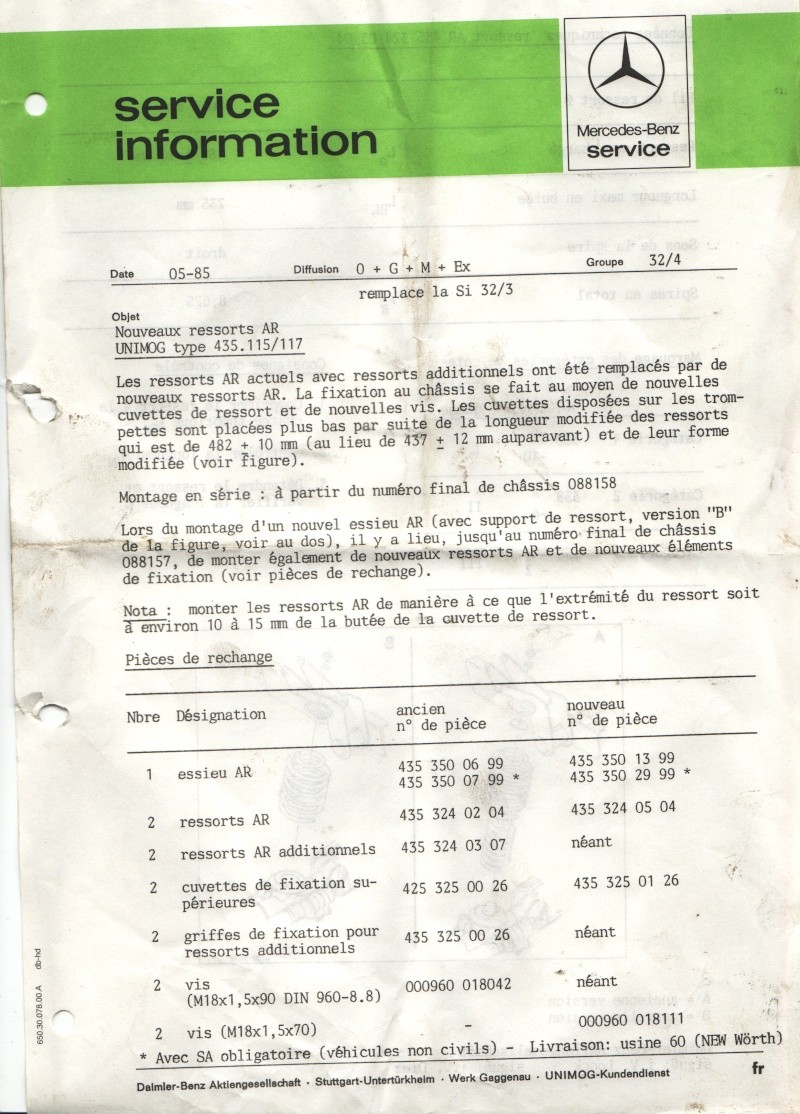 service
information
Mercedes-Benz
service
Date 05-85 Diffusion O + G + M + Ex Groupe 32/4
remplace la Si 32/3
Objet
Nouveaux ressorts AR
UNIMOG type 435.115/117
Les ressorts AR actuels avec ressorts additionnels ont été remplacés par de
nouveaux ressorts AR. La fixation au châssis se fait au moyen de nouvelles
cuvettes de ressort et de nouvelles vis. Les cuvettes disposées sur les trom-
pettes sont placées plus bas par suite de la longueur modifiée des ressorts
qui est de 482 ± 10 mm (au lieu de 437 ± 12 mm auparavant) et de leur forme
modifiée (voir figure).
Montage en série : à partir du numéro final de châssis 088158
Lors du montage d'un nouvel essieu AR (avec support de ressort, version "B"
de la figure, voir au dos), il y a lieu, jusqu'au numéro final de châssis
088157, de monter également de nouveaux ressorts AR et de nouveaux éléments
de fixation (voir pièces de rechange).
Nota : monter les ressorts AR de manière à ce que l'extrémité du ressort soit
à environ 10 à 15 mm de la butée de la cuvette de ressort.
Pièces de rechange
Nbre Désignation ancien n° de pièce nouveau n° de pièce
1 essieu AR 435 350 06 99 435 350 13 99
435 350 07 99 * 435 350 29 99 *
2 ressorts AR 435 324 02 04 435 324 05 04
2 ressorts AR additionnels 435 324 03 07 néant
2 cuvettes de fixation su- 425 325 00 26 435 325 01 26
périeures
2 griffes de fixation pour 435 325 00 26 néant
ressorts additionnels
2 vis 000960 018042 néant
(M18x1,5x90 DIN 960-8.8)
2 vis (M18x1,5x70) - 000960 018111
* Avec SA obligatoire (véhicules non civils) - Livraison: usine 60 (NEW Wörth)
Daimler-Benz Aktiengesellschaft · Stuttgart-Untertürkheim · Werk Gaggenau · UNIMOG-Kundendienst fr
650.30.078.00.A db-hd